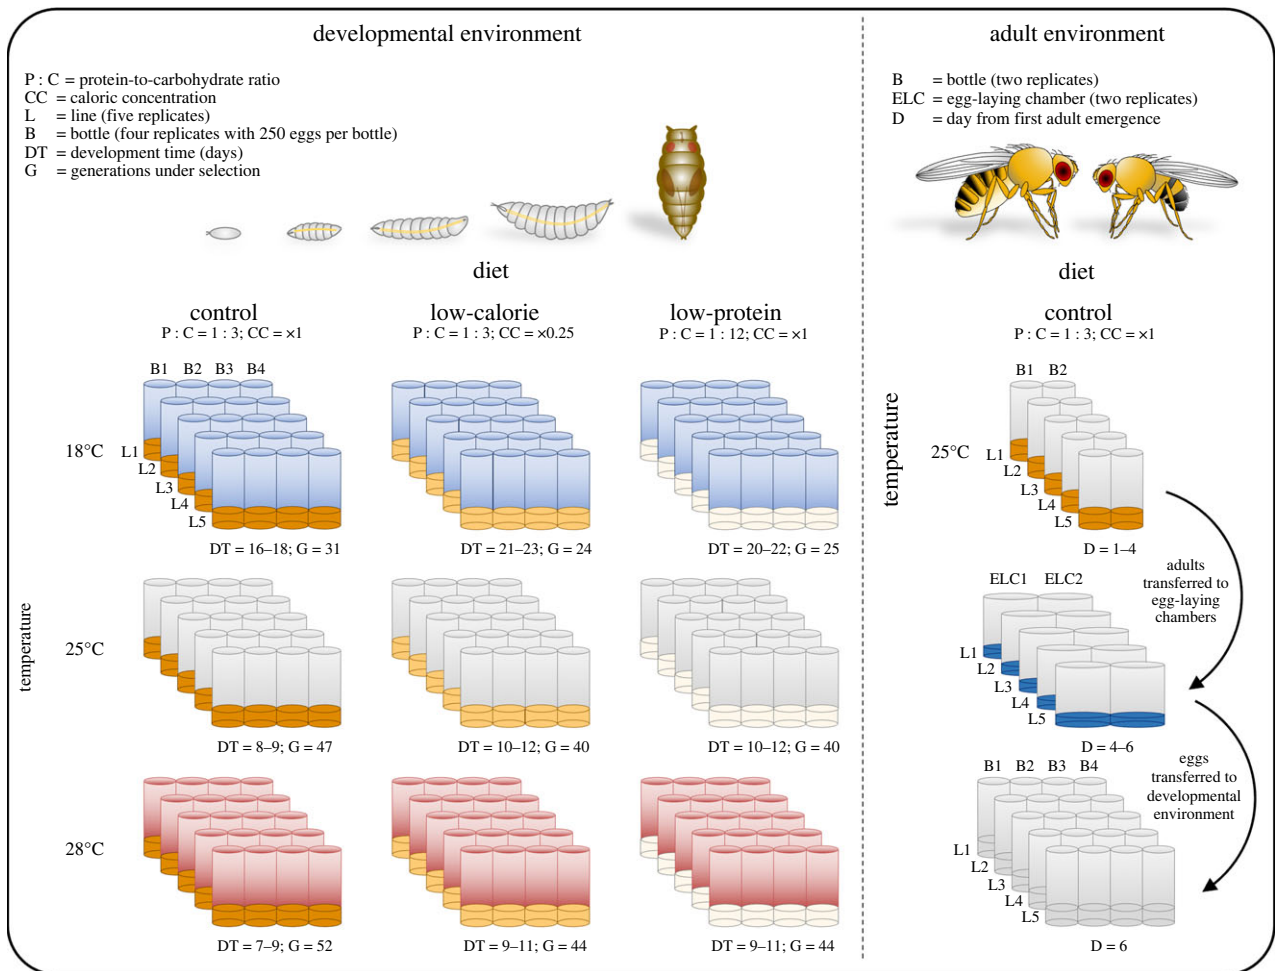 developmental environment
P : C = protein-to-carbohydrate ratio
CC = caloric concentration
L = line (five replicates)
B = bottle (four replicates with 250 eggs per bottle)
DT = development time (days)
G = generations under selection
diet
control
P : C = 1 : 3; CC = ×1
low-calorie
P : C = 1 : 3; CC = ×0.25
low-protein
P : C = 1 : 12; CC = ×1
temperature
18°C
B1 B2 B3 B4
L1
L2
L3
L4
L5
DT = 16–18; G = 31
DT = 21–23; G = 24
DT = 20–22; G = 25
25°C
DT = 8–9; G = 47
DT = 10–12; G = 40
DT = 10–12; G = 40
28°C
DT = 7–9; G = 52
DT = 9–11; G = 44
DT = 9–11; G = 44
adult environment
B = bottle (two replicates)
ELC = egg-laying chamber (two replicates)
D = day from first adult emergence
diet
control
P : C = 1 : 3; CC = ×1
temperature
25°C
B1 B2
L1
L2
L3
L4
L5
D = 1–4
adults
transferred to
egg-laying
chambers
ELC1 ELC2
L1
L2
L3
L4
L5
D = 4–6
eggs
transferred to
developmental
environment
B1 B2 B3 B4
L1
L2
L3
L4
L5
D = 6